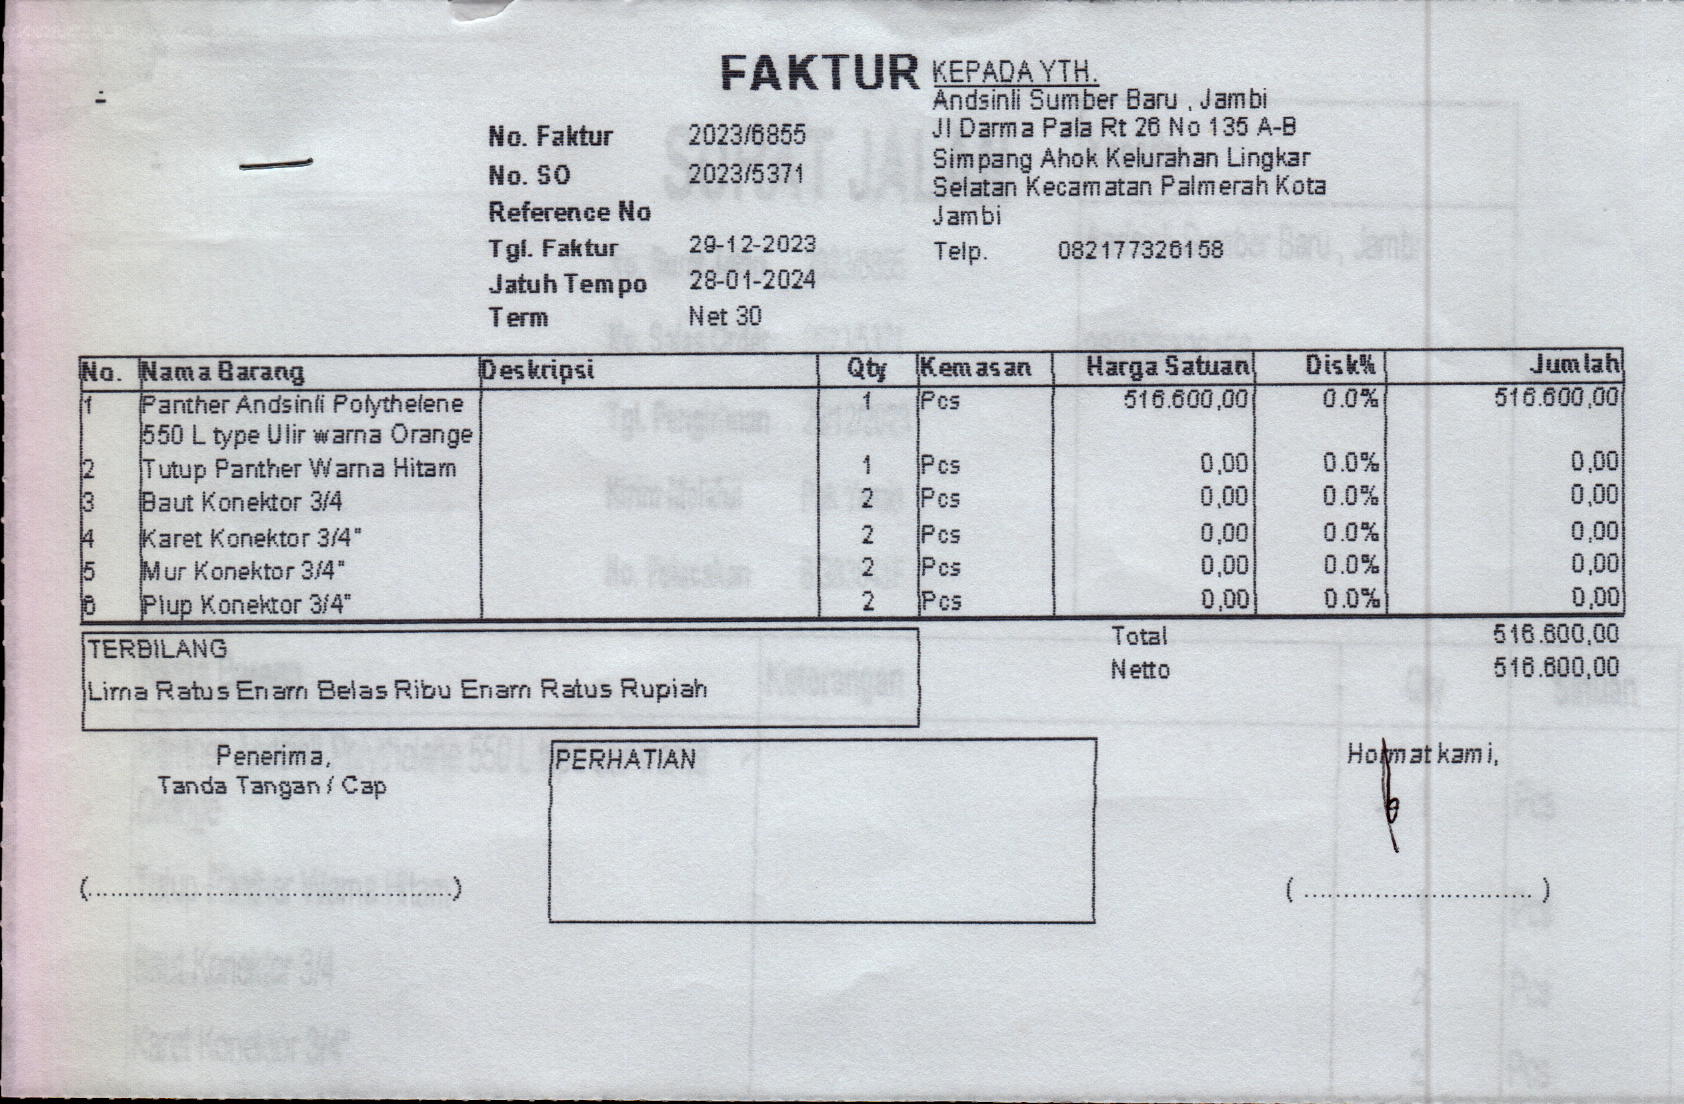 FAKTUR
KEPADA YTH.
Andsinli Sumber Baru , Jambi
Jl Darma Pala Rt 26 No 135 A-B
Simpang Ahok Kelurahan Lingkar
Selatan Kecamatan Palmerah Kota
Jambi
Telp. 082177326158
No. Faktur 2023/6855
No. SO 2023/5371
Reference No
Tgl. Faktur 29-12-2023
Jatuh Tempo 28-01-2024
Term Net 30
No. Nama Barang Deskripsi Qty Kemasan Harga Satuan Disk% Jumlah
1 Panther Andsinli Polythelene 1 Pcs 516.600,00 0.0% 516.600,00
550 L type Ulir warna Orange
2 Tutup Panther Warna Hitam 1 Pcs 0,00 0.0% 0,00
3 Baut Konektor 3/4 2 Pcs 0,00 0.0% 0,00
4 Karet Konektor 3/4" 2 Pcs 0,00 0.0% 0,00
5 Mur Konektor 3/4" 2 Pcs 0,00 0.0% 0,00
6 Plup Konektor 3/4" 2 Pcs 0,00 0.0% 0,00
TERBILANG
Lima Ratus Enam Belas Ribu Enam Ratus Rupiah
Total 516.600,00
Netto 516.600,00
Penerima,
Tanda Tangan / Cap
PERHATIAN
Hormat kami,
(..........................................................)
( .................................... )